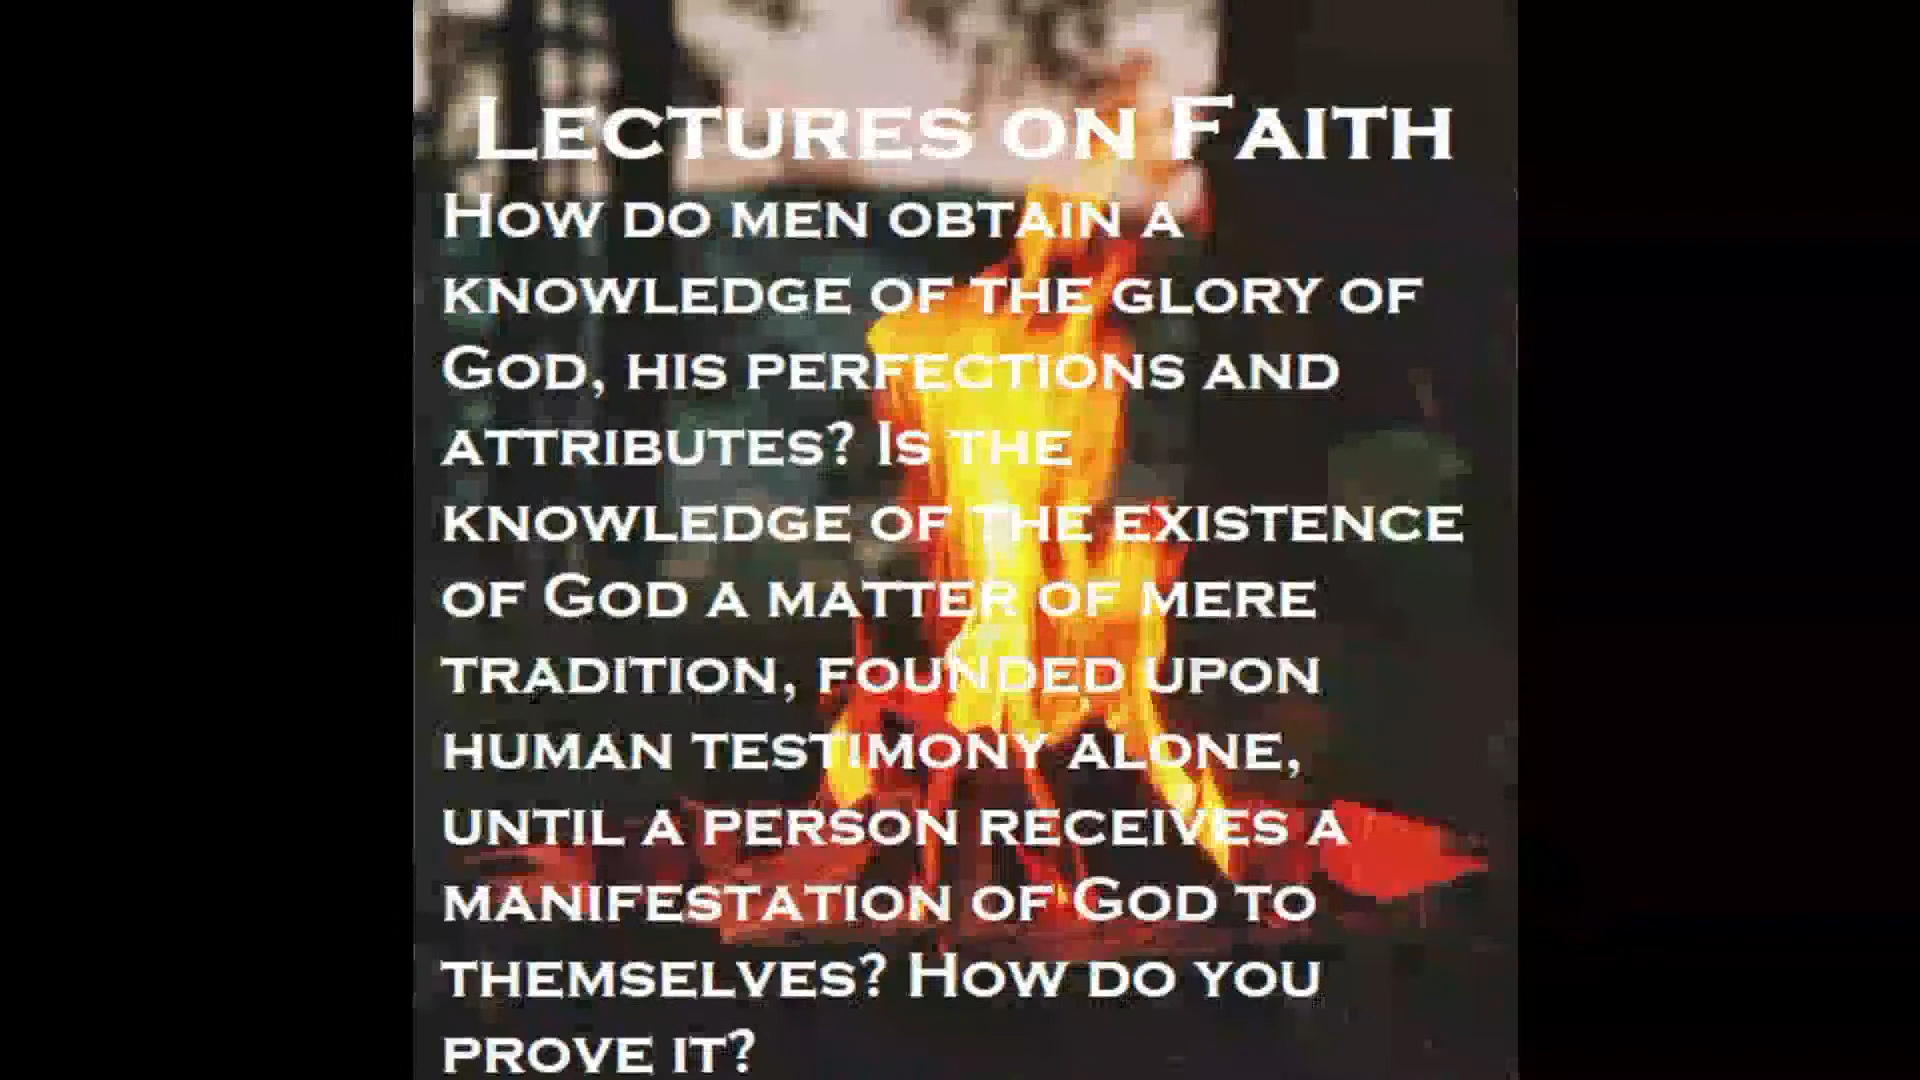 Lectures on Faith
How do men obtain a
knowledge of the glory of
God, his perfections and
attributes? Is the
knowledge of the existence
of God a matter of mere
tradition, founded upon
human testimony alone,
until a person receives a
manifestation of God to
themselves? How do you
prove it?